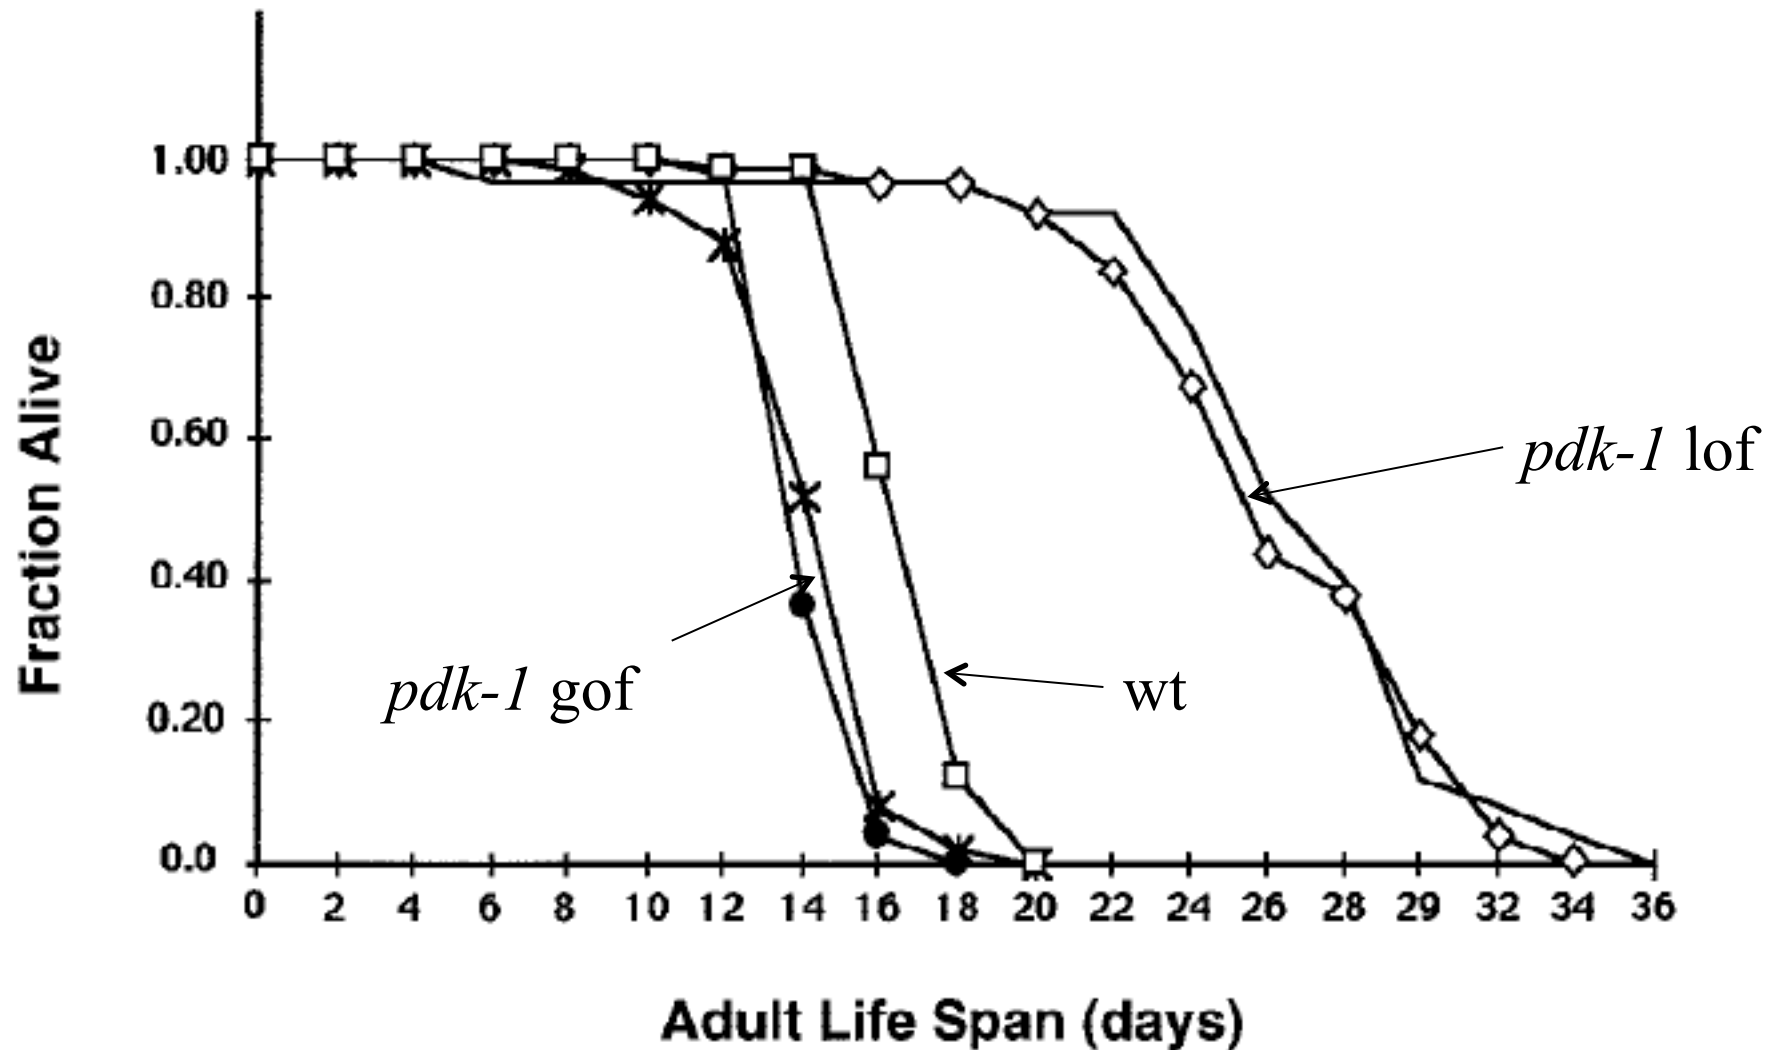 Fraction Alive
1.00
0.80
0.60
0.40
0.20
0.0
pdk-1 lof
pdk-1 gof
wt
0 2 4 6 8 10 12 14 16 18 20 22 24 26 28 29 32 34 36
Adult Life Span (days)